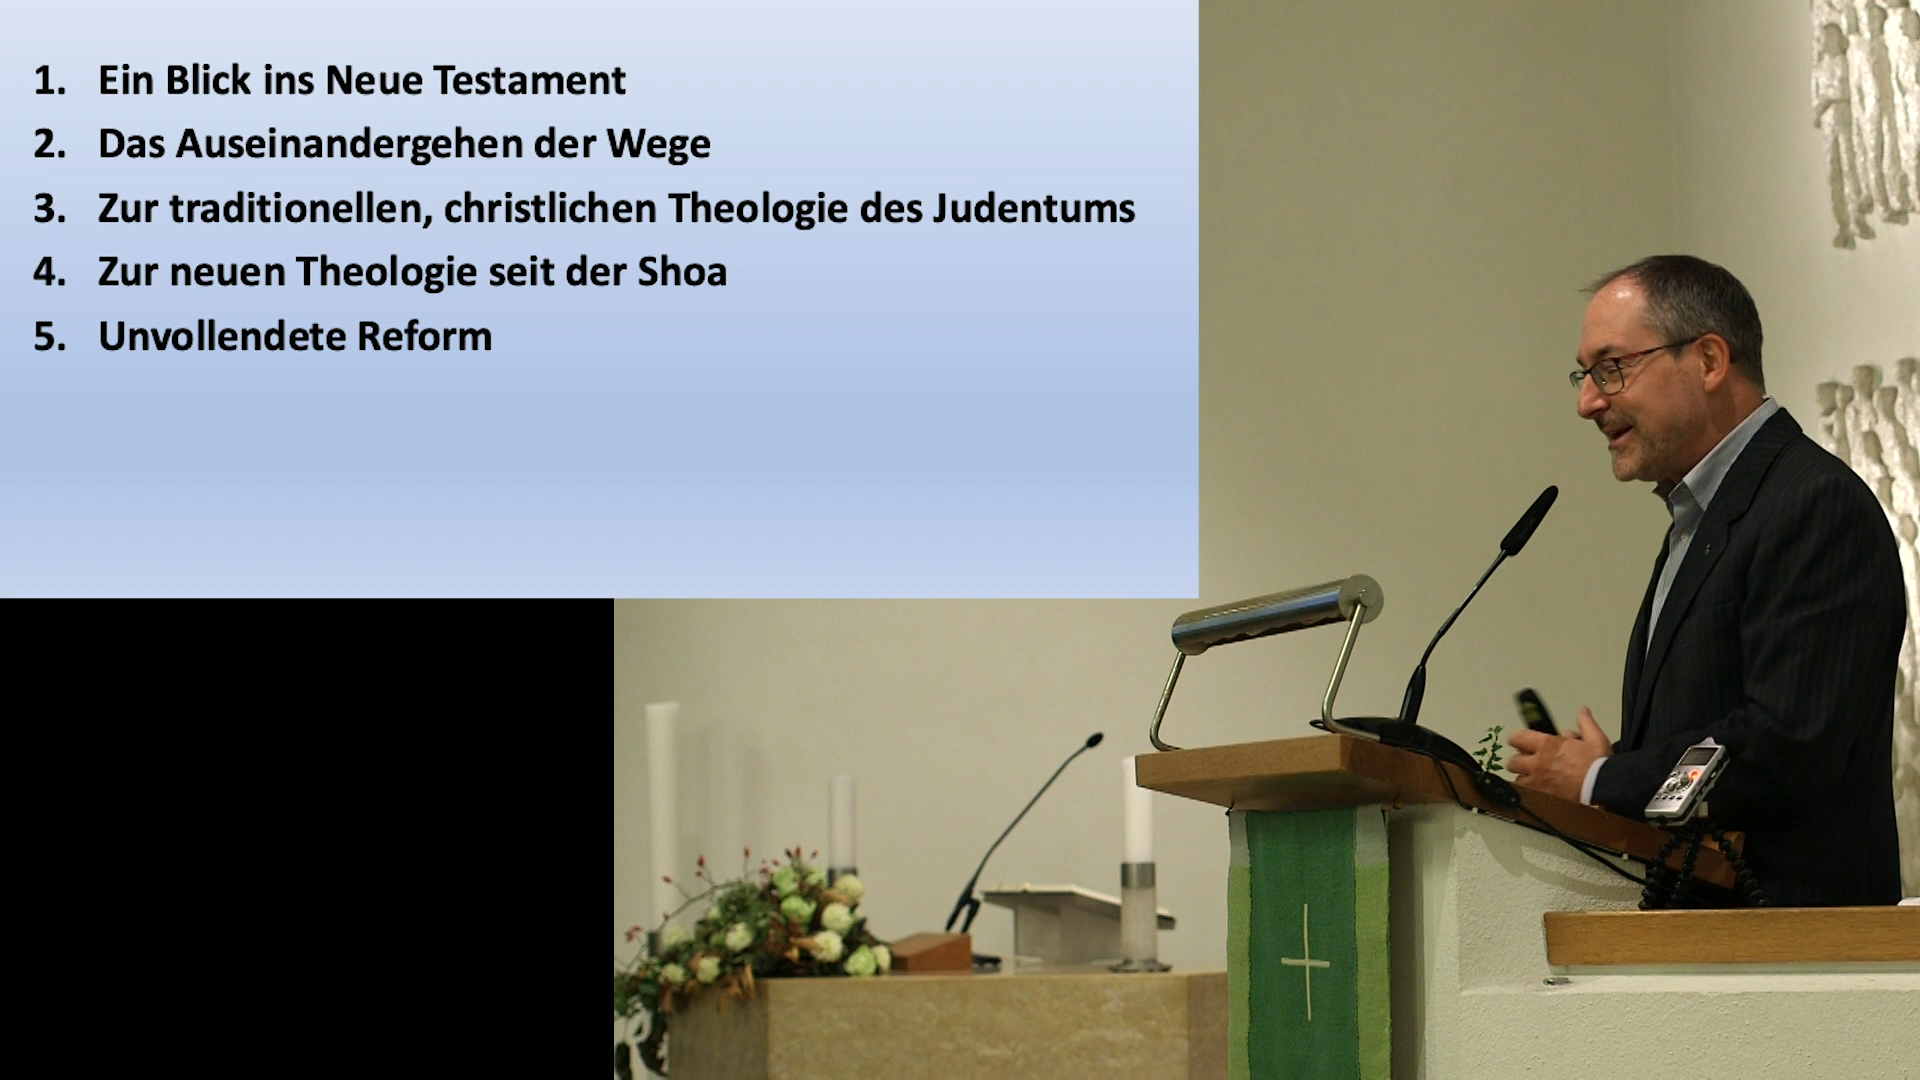 1. Ein Blick ins Neue Testament
2. Das Auseinandergehen der Wege
3. Zur traditionellen, christlichen Theologie des Judentums
4. Zur neuen Theologie seit der Shoa
5. Unvollendete Reform